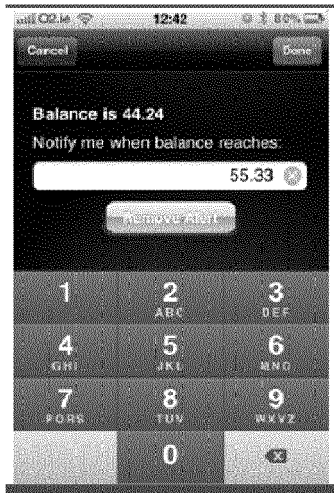 O2.ie 12:42 80%
Cancel Done
Balance is 44.24
Notify me when balance reaches:
55.33
Remove Alert
1 2 3
ABC DEF
4 5 6
GHI JKL MNO
7 8 9
PQRS TUV WXYZ
0